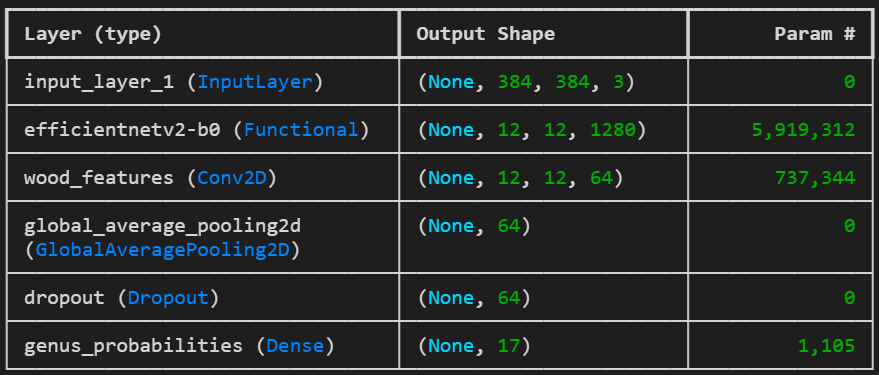 Layer (type) Output Shape Param #
input_layer_1 (InputLayer) (None, 384, 384, 3) 0
efficientnetv2-b0 (Functional) (None, 12, 12, 1280) 5,919,312
wood_features (Conv2D) (None, 12, 12, 64) 737,344
global_average_pooling2d (None, 64) 0
(GlobalAveragePooling2D)
dropout (Dropout) (None, 64) 0
genus_probabilities (Dense) (None, 17) 1,105